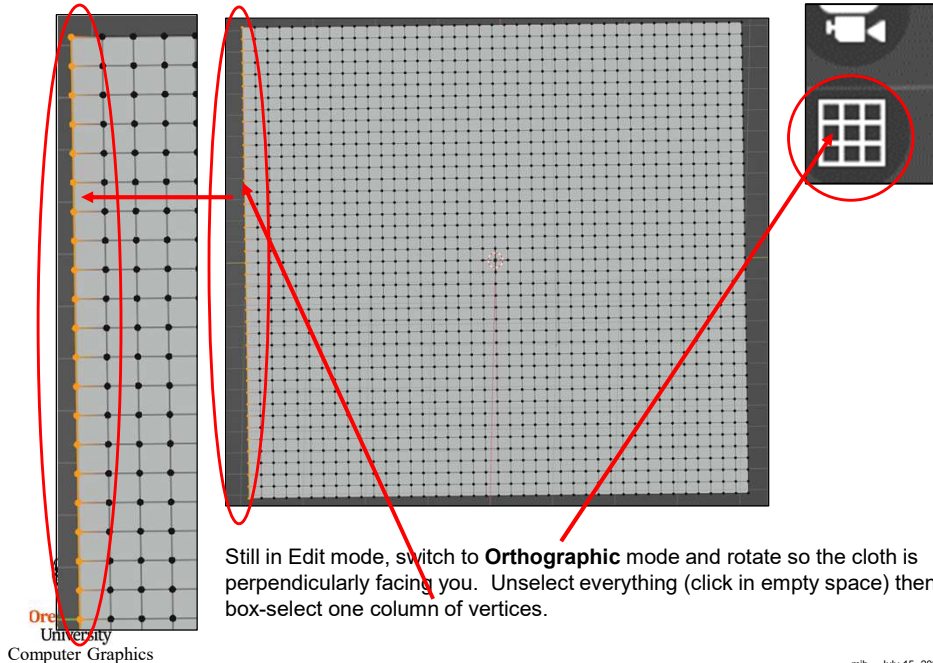 Still in Edit mode, switch to Orthographic mode and rotate so the cloth is
perpendicularly facing you.  Unselect everything (click in empty space) then
box-select one column of vertices.
Ore
University
Computer Graphics